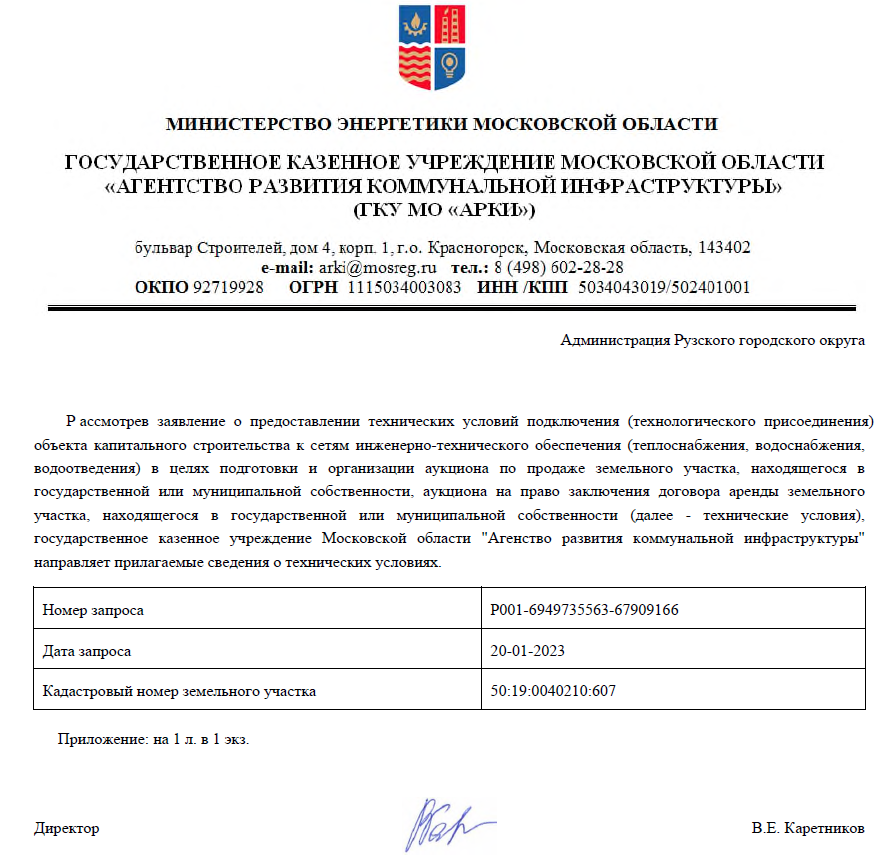 МИНИСТЕРСТВО ЭНЕРГЕТИКИ МОСКОВСКОЙ ОБЛАСТИ
ГОСУДАРСТВЕННОЕ КАЗЕННОЕ УЧРЕЖДЕНИЕ МОСКОВСКОЙ ОБЛАСТИ
«АГЕНТСТВО РАЗВИТИЯ КОММУНАЛЬНОЙ ИНФРАСТРУКТУРЫ»
(ГКУ МО «АРКИ»)
бульвар Строителей, дом 4, корп. 1, г.о. Красногорск, Московская область, 143402
e-mail: arki@mosreg.ru тел.: 8 (498) 602-28-28
ОКПО 92719928 ОГРН 1115034003083 ИНН /КПП 5034043019/502401001
Администрация Рузского городского округа
Р ассмотрев заявление о предоставлении технических условий подключения (технологического присоединения)
объекта капитального строительства к сетям инженерно-технического обеспечения (теплоснабжения, водоснабжения,
водоотведения) в целях подготовки и организации аукциона по продаже земельного участка, находящегося в
государственной или муниципальной собственности, аукциона на право заключения договора аренды земельного
участка, находящегося в государственной или муниципальной собственности (далее - технические условия),
государственное казенное учреждение Московской области "Агенство развития коммунальной инфраструктуры"
направляет прилагаемые сведения о технических условиях.
Номер запроса P001-6949735563-67909166
Дата запроса 20-01-2023
Кадастровый номер земельного участка 50:19:0040210:607
Приложение: на 1 л. в 1 экз.
Директор В.Е. Каретников